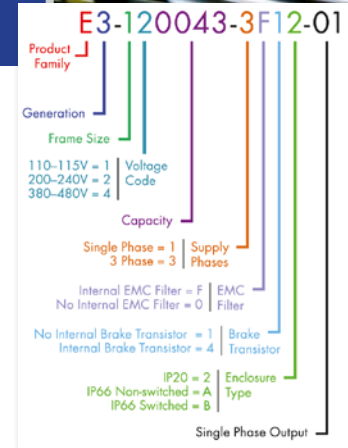 E3-120043-3F12-01
Product
Family
Generation
Frame Size
110–115V = 1
200–240V = 2
380–480V = 4
Voltage
Code
Capacity
Single Phase = 1
3 Phase = 3
Supply
Phases
Internal EMC Filter = F
No Internal EMC Filter = 0
EMC
Filter
No Internal Brake Transistor = 1
Internal Brake Transistor = 4
Brake
Transistor
IP20 = 2
IP66 Non-switched = A
IP66 Switched = B
Enclosure
Type
Single Phase Output